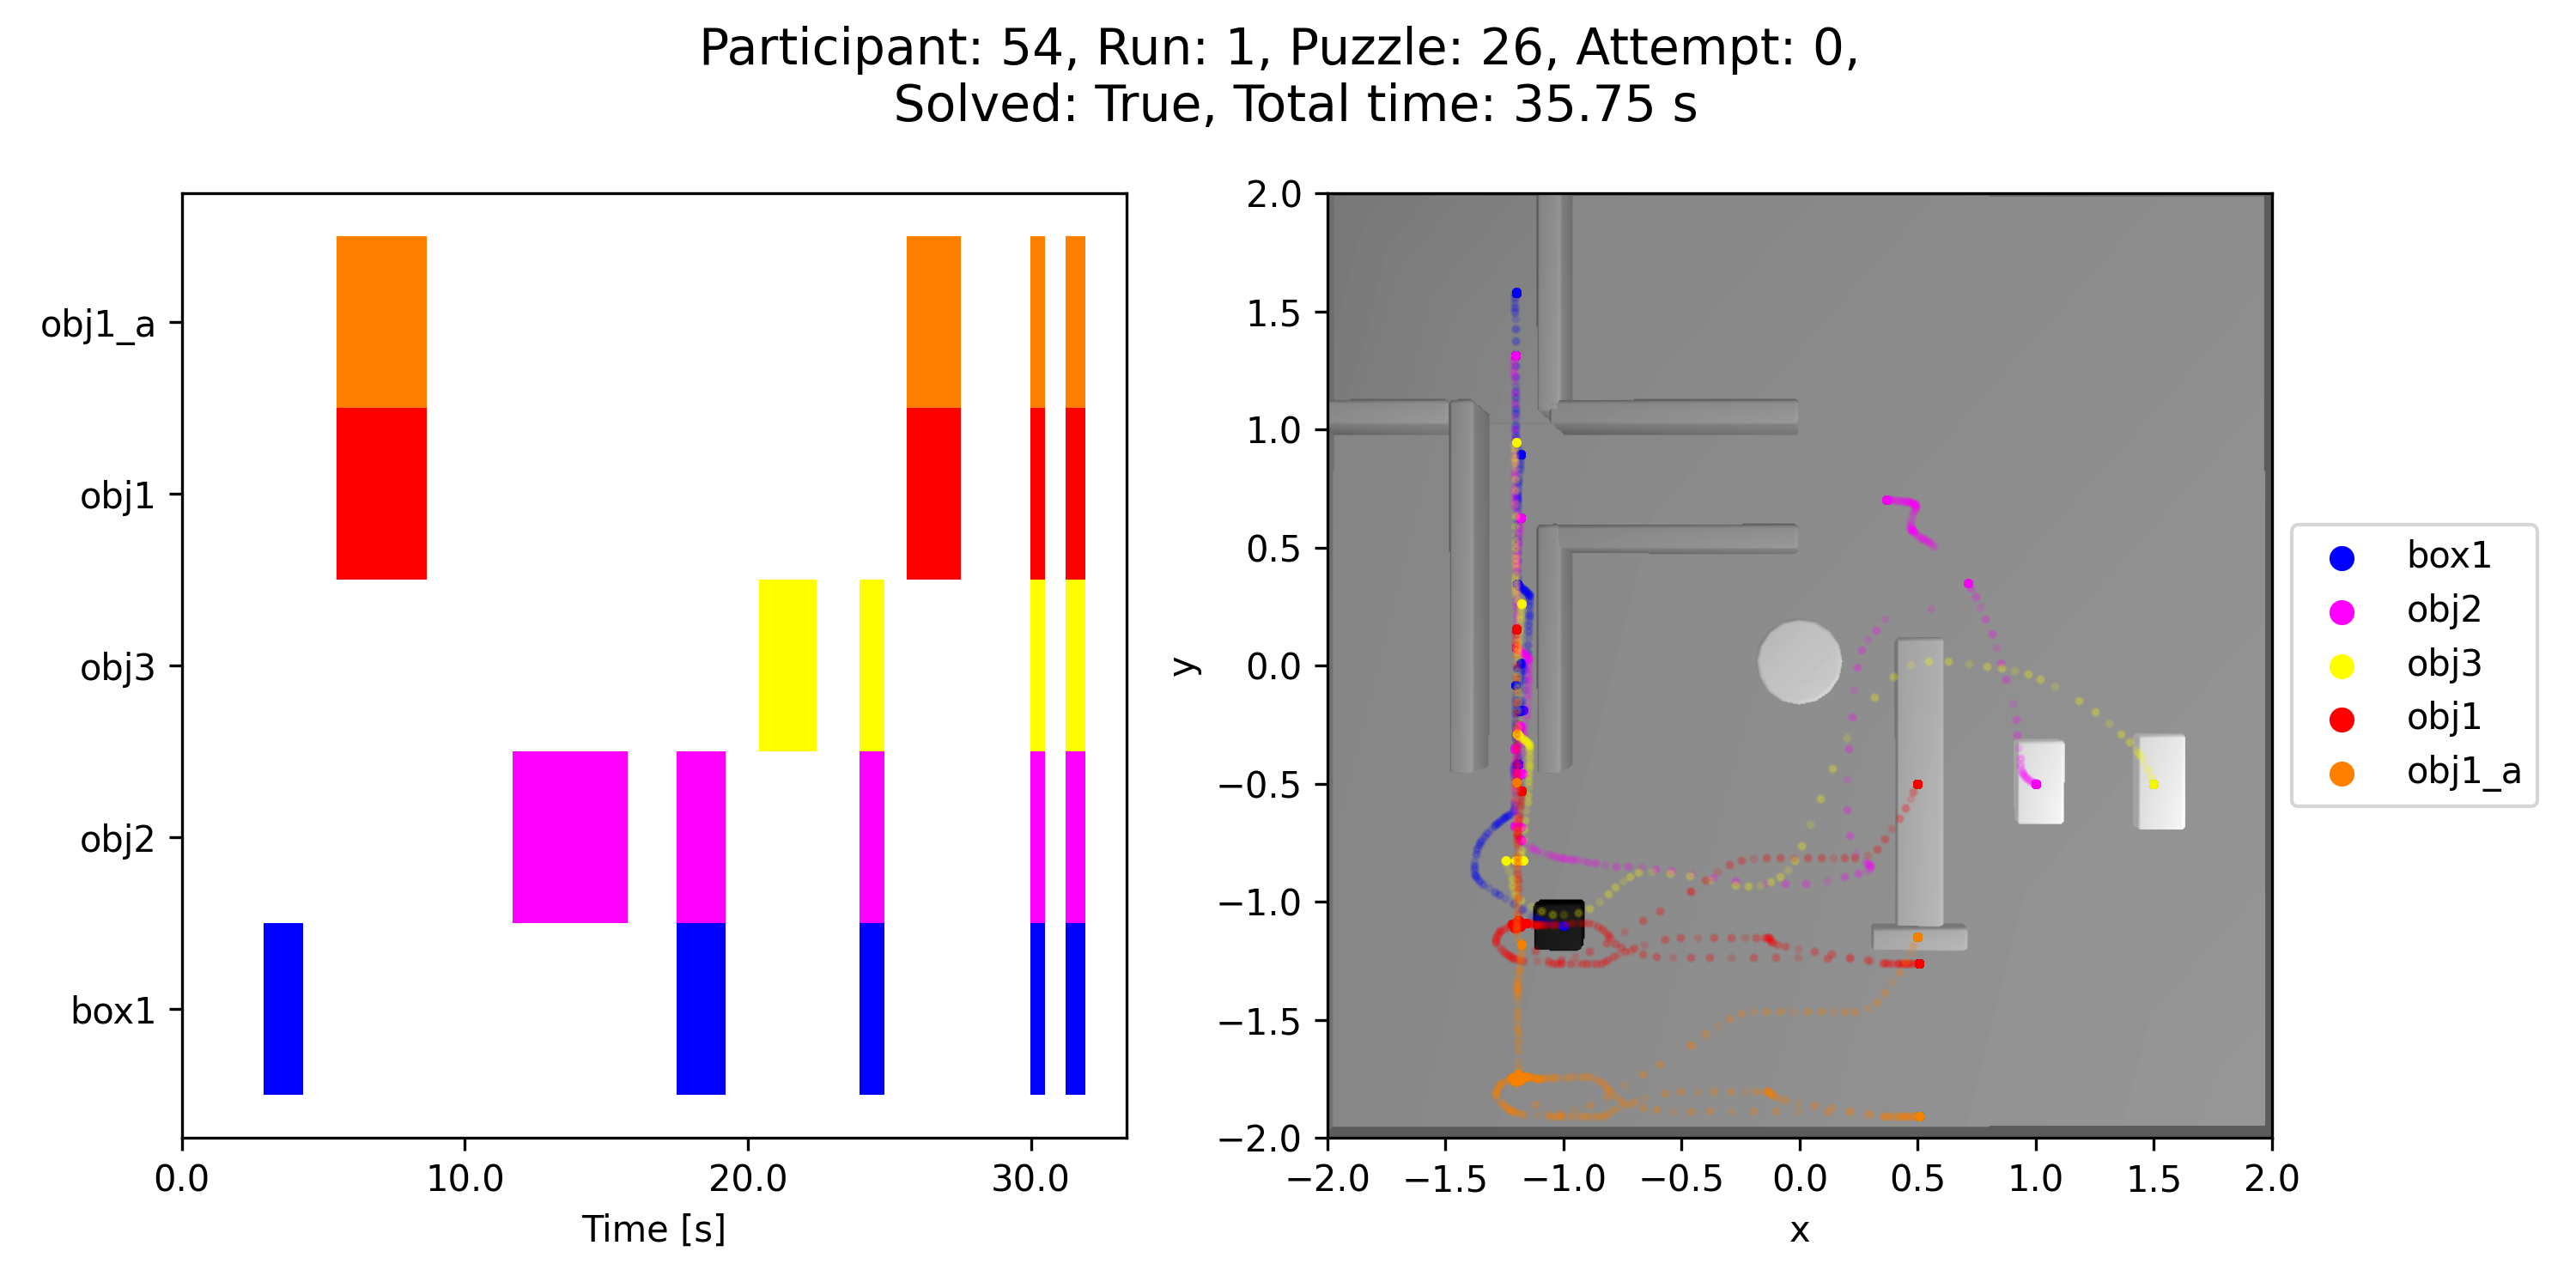 Participant: 54, Run: 1, Puzzle: 26, Attempt: 0,
Solved: True, Total time: 35.75 s
obj1_a
obj1
obj3
obj2
box1
0.0 10.0 20.0 30.0
Time [s]
2.0
1.5
1.0
0.5
0.0
−0.5
−1.0
−1.5
−2.0
y
−2.0 −1.5 −1.0 −0.5 0.0 0.5 1.0 1.5 2.0
x
box1
obj2
obj3
obj1
obj1_a